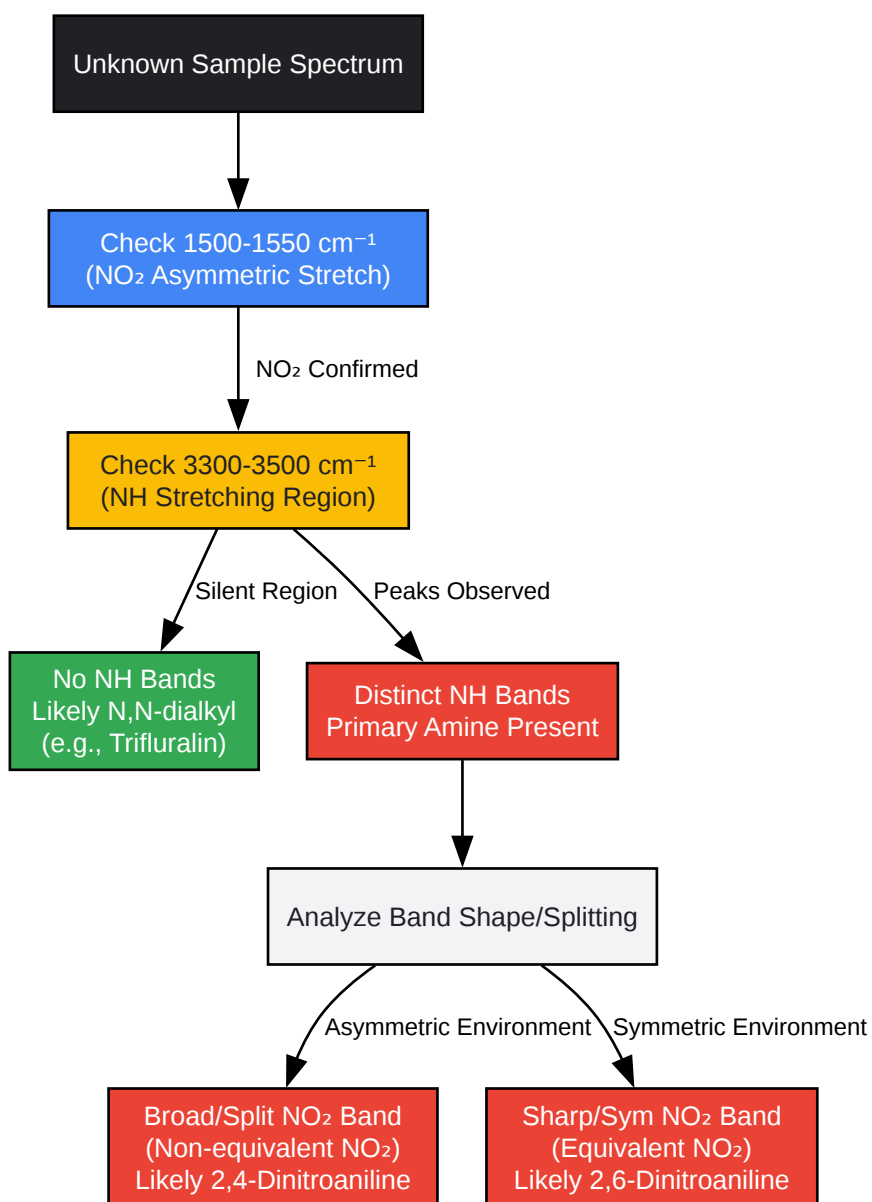 Unknown Sample Spectrum
Check 1500-1550 cm⁻¹
(NO₂ Asymmetric Stretch)
NO₂ Confirmed
Check 3300-3500 cm⁻¹
(NH Stretching Region)
Silent Region
Peaks Observed
No NH Bands
Likely N,N-dialkyl
(e.g., Trifluralin)
Distinct NH Bands
Primary Amine Present
Analyze Band Shape/Splitting
Asymmetric Environment
Symmetric Environment
Broad/Split NO₂ Band
(Non-equivalent NO₂)
Likely 2,4-Dinitroaniline
Sharp/Sym NO₂ Band
(Equivalent NO₂)
Likely 2,6-Dinitroaniline